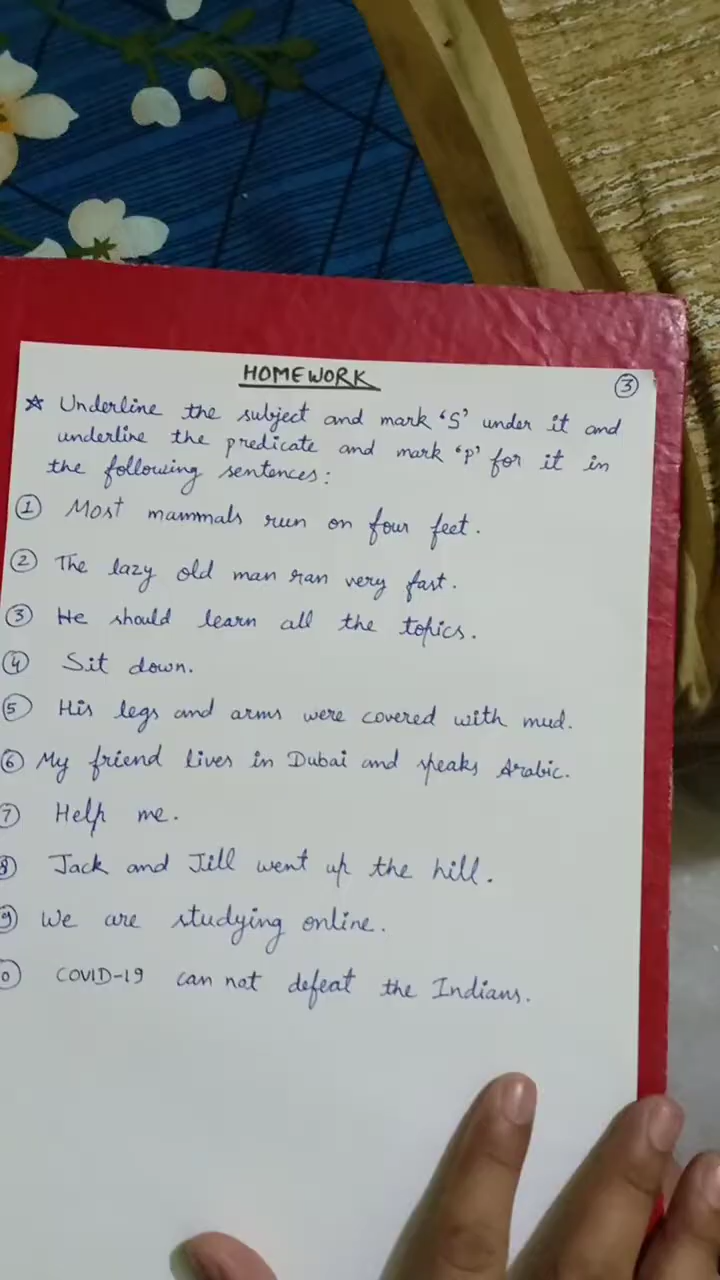 HOMEWORK
③
☆ Underline the subject and mark 'S' under it and
underline the predicate and mark 'p' for it in
the following sentences:
① Most mammals run on four feet.
② The lazy old man ran very fast.
③ He should learn all the topics.
④ Sit down.
⑤ His legs and arms were covered with mud.
⑥ My friend lives in Dubai and speaks Arabic.
⑦ Help me.
⑧ Jack and Jill went up the hill.
⑨ We are studying online.
⑩ COVID-19 can not defeat the Indians.